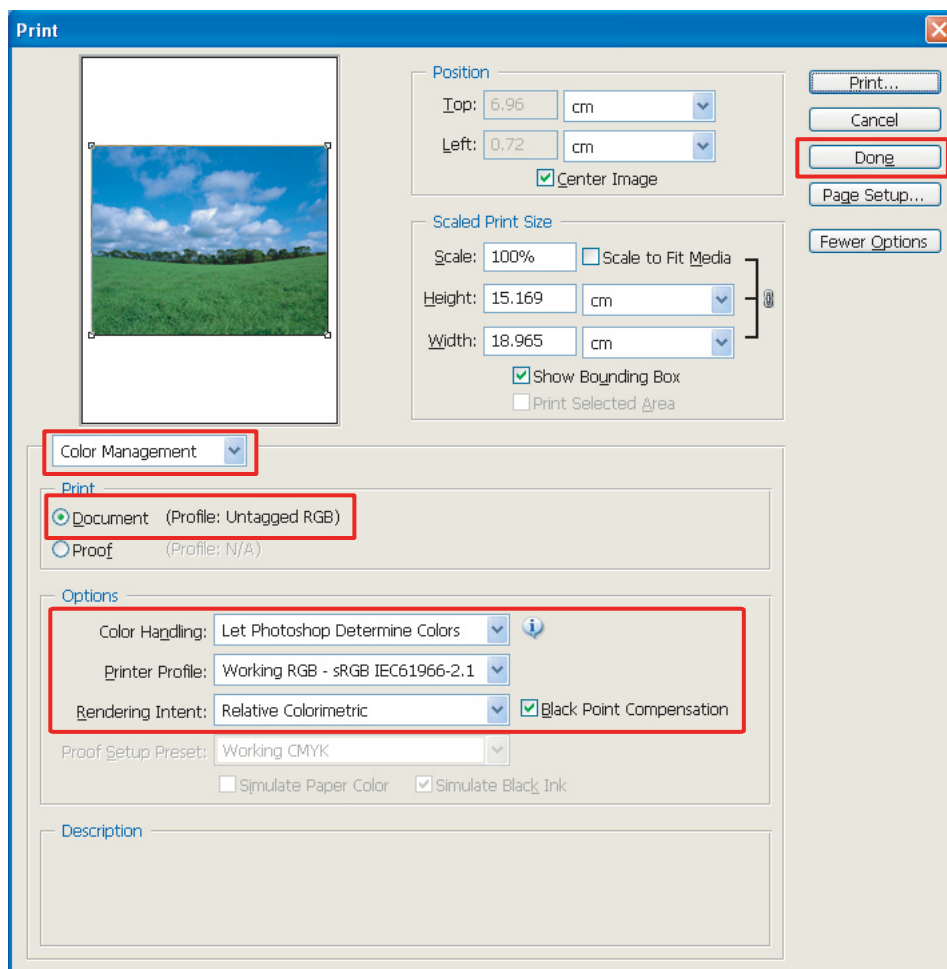 Print
Position
Top: 6.96 cm
Left: 0.72 cm
Center Image
Print...
Cancel
Done
Page Setup...
Fewer Options
Scaled Print Size
Scale: 100% Scale to Fit Media
Height: 15.169 cm
Width: 18.965 cm
Show Bounding Box
Print Selected Area
Color Management
Print
Document (Profile: Untagged RGB)
Proof (Profile: N/A)
Options
Color Handling: Let Photoshop Determine Colors
Printer Profile: Working RGB - sRGB IEC61966-2.1
Rendering Intent: Relative Colorimetric Black Point Compensation
Proof Setup Preset: Working CMYK
Simulate Paper Color Simulate Black Ink
Description